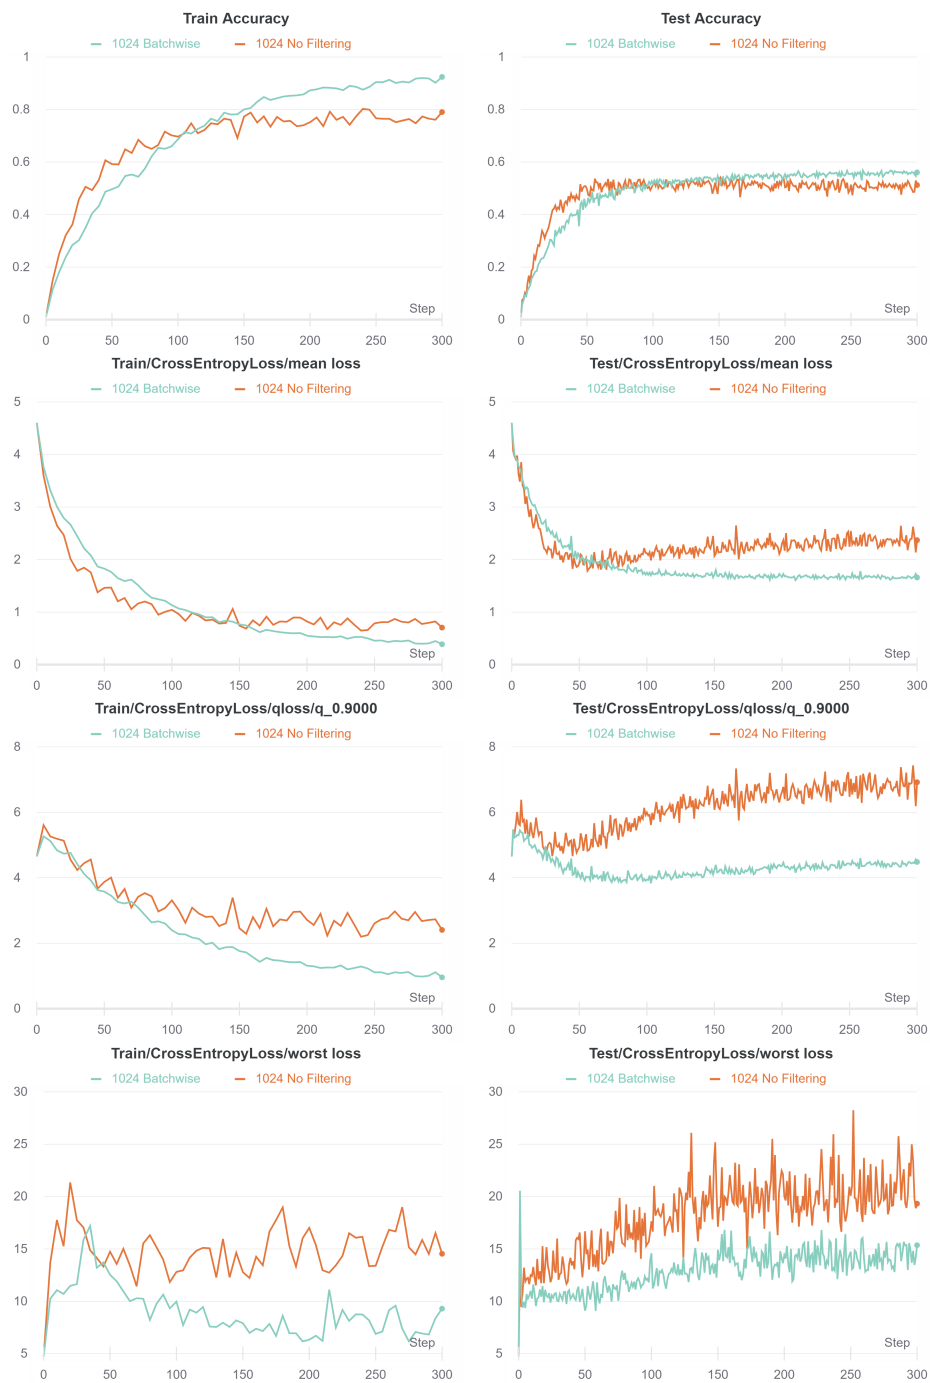 Train Accuracy
1024 Batchwise 1024 No Filtering
1
0.8
0.6
0.4
0.2
0
Step
0 50 100 150 200 250 300
Test Accuracy
1024 Batchwise 1024 No Filtering
1
0.8
0.6
0.4
0.2
0
Step
0 50 100 150 200 250 300
Train/CrossEntropyLoss/mean loss
1024 Batchwise 1024 No Filtering
5
4
3
2
1
0
Step
0 50 100 150 200 250 300
Test/CrossEntropyLoss/mean loss
1024 Batchwise 1024 No Filtering
5
4
3
2
1
0
Step
0 50 100 150 200 250 300
Train/CrossEntropyLoss/qloss/q_0.9000
1024 Batchwise 1024 No Filtering
8
6
4
2
0
Step
0 50 100 150 200 250 300
Test/CrossEntropyLoss/qloss/q_0.9000
1024 Batchwise 1024 No Filtering
8
6
4
2
0
Step
0 50 100 150 200 250 300
Train/CrossEntropyLoss/worst loss
1024 Batchwise 1024 No Filtering
30
25
20
15
10
5
Step
0 50 100 150 200 250 300
Test/CrossEntropyLoss/worst loss
1024 Batchwise 1024 No Filtering
30
25
20
15
10
5
Step
0 50 100 150 200 250 300